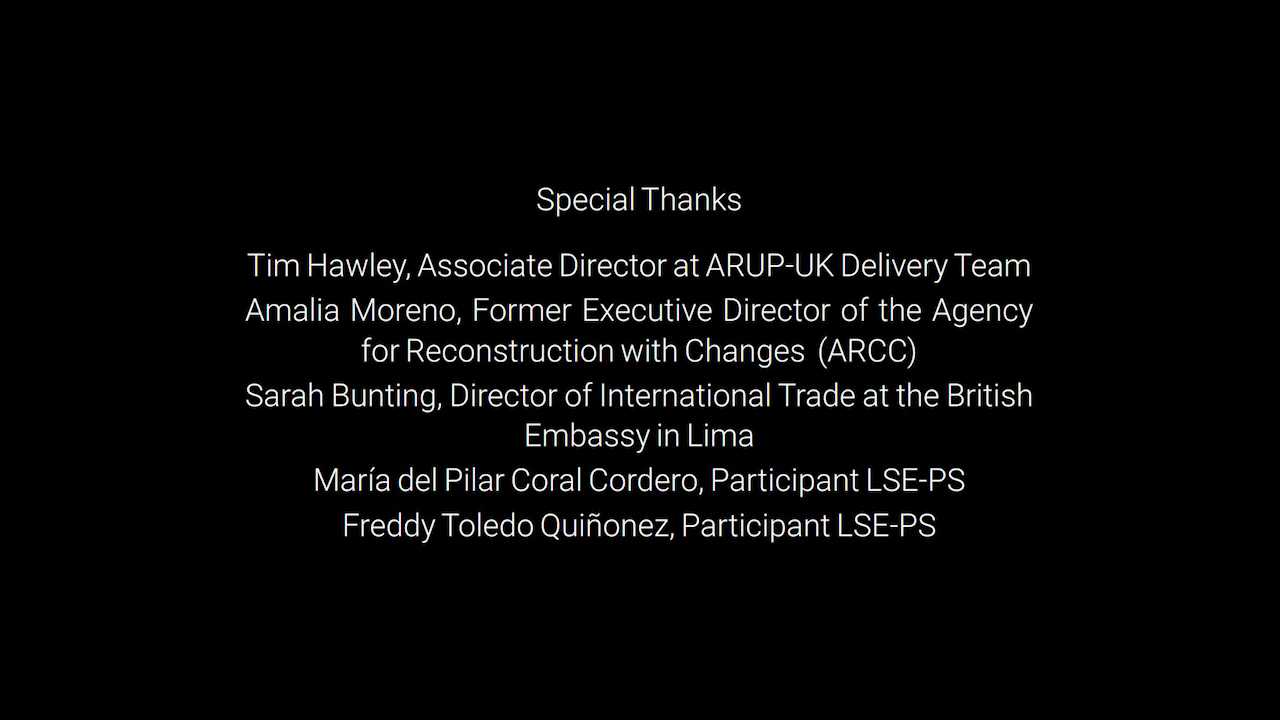 Special Thanks
Tim Hawley, Associate Director at ARUP-UK Delivery Team
Amalia Moreno, Former Executive Director of the Agency
for Reconstruction with Changes (ARCC)
Sarah Bunting, Director of International Trade at the British
Embassy in Lima
María del Pilar Coral Cordero, Participant LSE-PS
Freddy Toledo Quiñonez, Participant LSE-PS